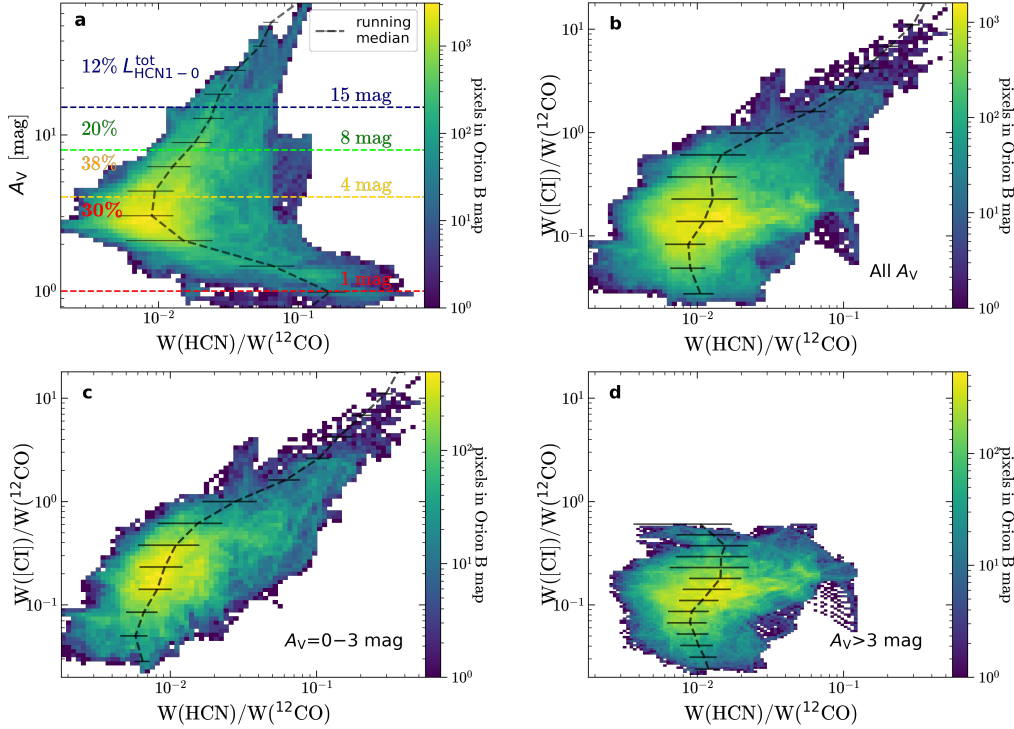 a
running
median
12% L^tot_HCN1−0
15 mag
20%
8 mag
38%
4 mag
30%
1 mag
A_V [mag]
10^1
10^0
10^-2
10^-1
W(HCN)/W(^12CO)
10^3
10^2
10^1
10^0
pixels in Orion B map
b
All A_V
W([CI])/W(^12CO)
10^1
10^0
10^-1
10^-2
10^-1
W(HCN)/W(^12CO)
10^3
10^2
10^1
10^0
pixels in Orion B map
c
A_V=0−3 mag
W([CI])/W(^12CO)
10^1
10^0
10^-1
10^-2
10^-1
W(HCN)/W(^12CO)
10^2
10^1
10^0
pixels in Orion B map
d
A_V>3 mag
W([CI])/W(^12CO)
10^1
10^0
10^-1
10^-2
10^-1
W(HCN)/W(^12CO)
10^2
10^1
10^0
pixels in Orion B map